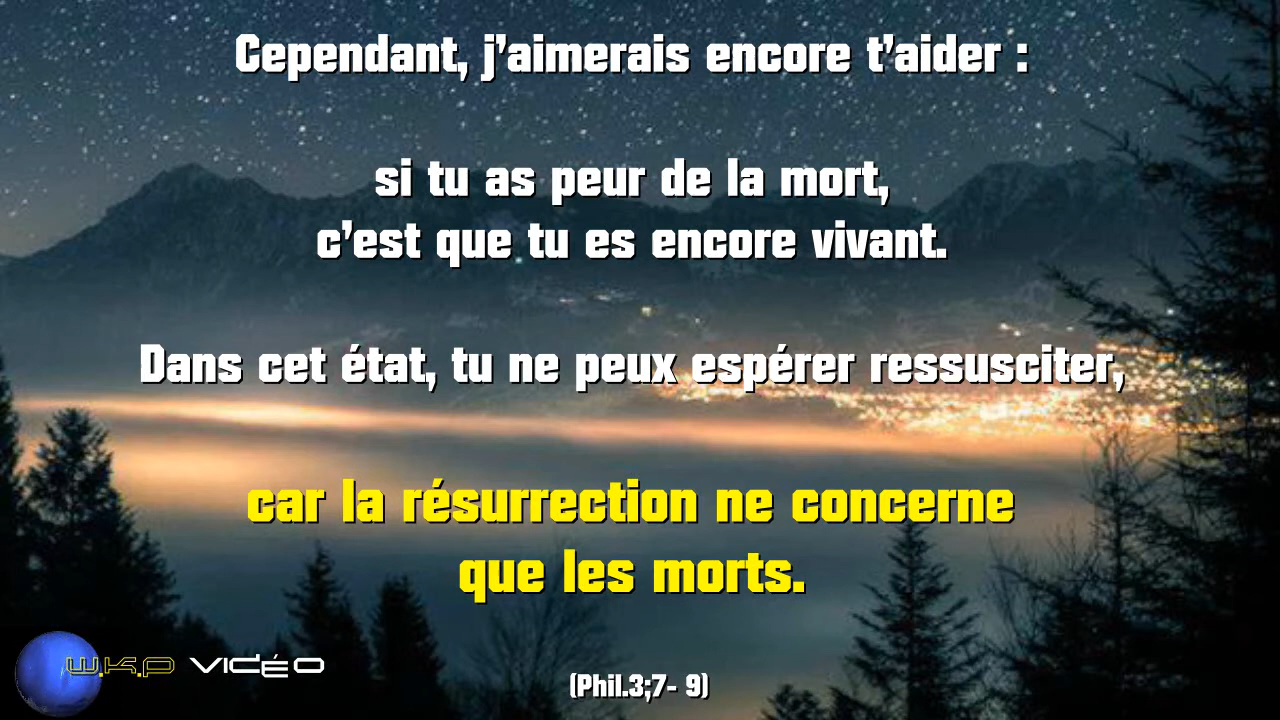 Cependant, j’aimerais encore t’aider :
si tu as peur de la mort,
c’est que tu es encore vivant.
Dans cet état, tu ne peux espérer ressusciter,
car la résurrection ne concerne
que les morts.
W.K.P VIDÉO
(Phil.3;7- 9)